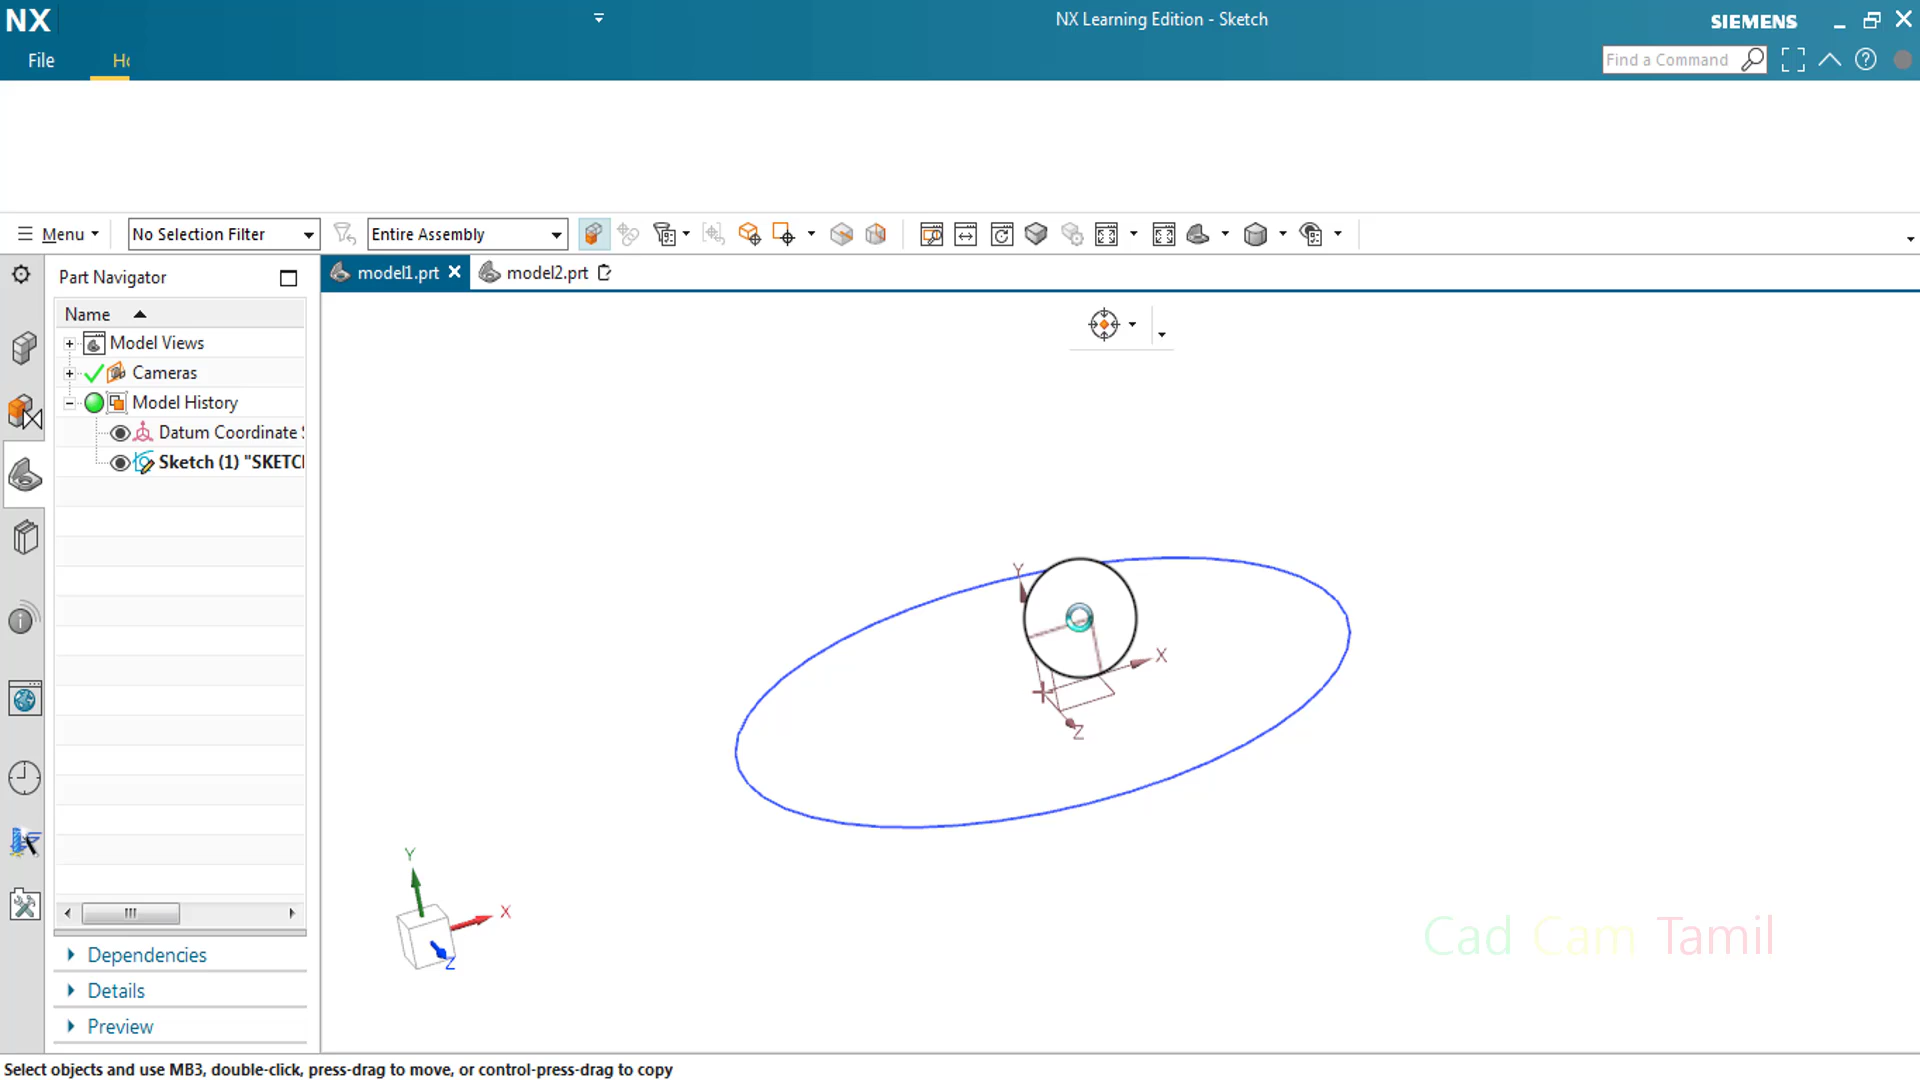 NX
NX Learning Edition - Sketch
SIEMENS
File
Ho
Find a Command
Menu
No Selection Filter
Entire Assembly
Part Navigator
model1.prt
model2.prt
Name
Model Views
Cameras
Model History
Datum Coordinate S
Sketch (1) "SKETCH
Y
X
Z
Y
X
Z
Cad Cam Tamil
Dependencies
Details
Preview
Select objects and use MB3, double-click, press-drag to move, or control-press-drag to copy